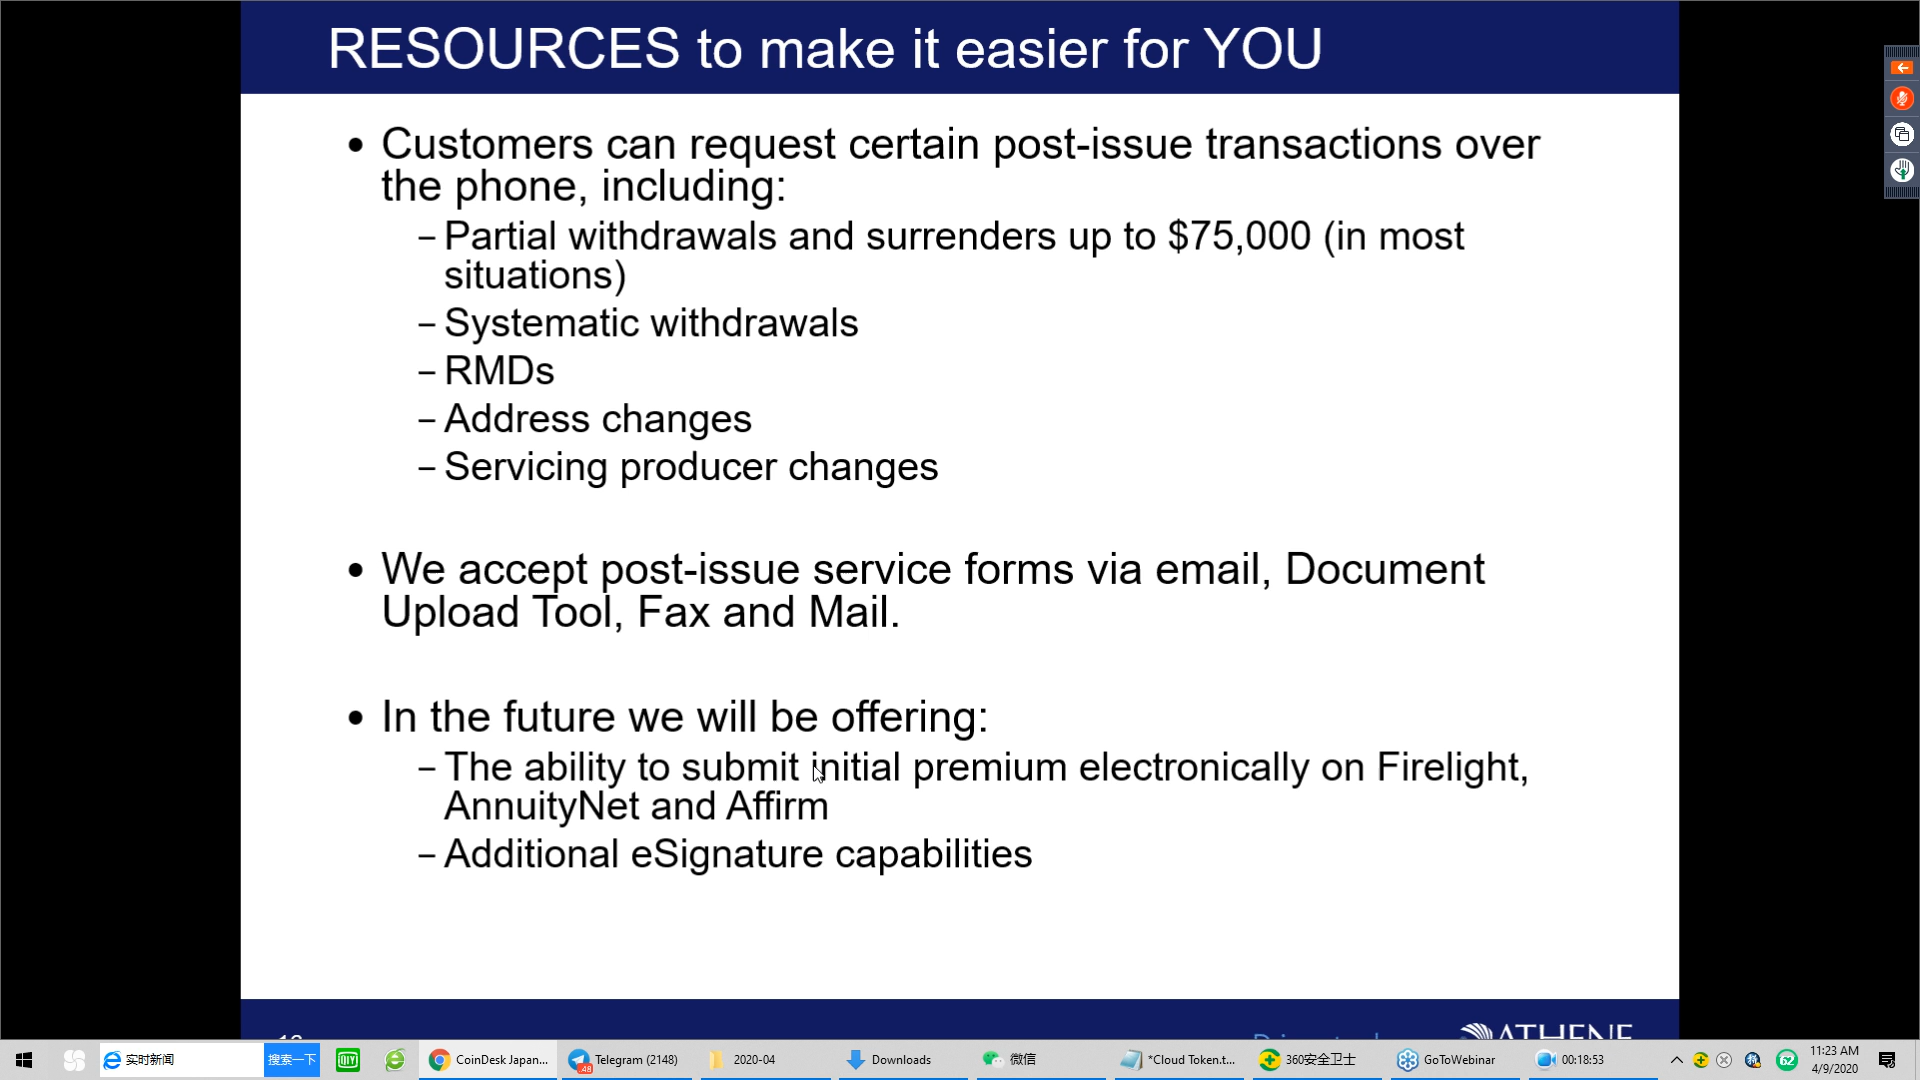 RESOURCES to make it easier for YOU
• Customers can request certain post-issue transactions over
the phone, including:
– Partial withdrawals and surrenders up to $75,000 (in most
situations)
– Systematic withdrawals
– RMDs
– Address changes
– Servicing producer changes
• We accept post-issue service forms via email, Document
Upload Tool, Fax and Mail.
• In the future we will be offering:
– The ability to submit initial premium electronically on Firelight,
AnnuityNet and Affirm
– Additional eSignature capabilities
ATHENE
实时新闻 搜索一下 CoinDesk Japan... Telegram (2148) 2020-04 Downloads 微信 *Cloud Token.t... 360安全卫士 GoToWebinar 00:18:53 62 11:23 AM
4/9/2020